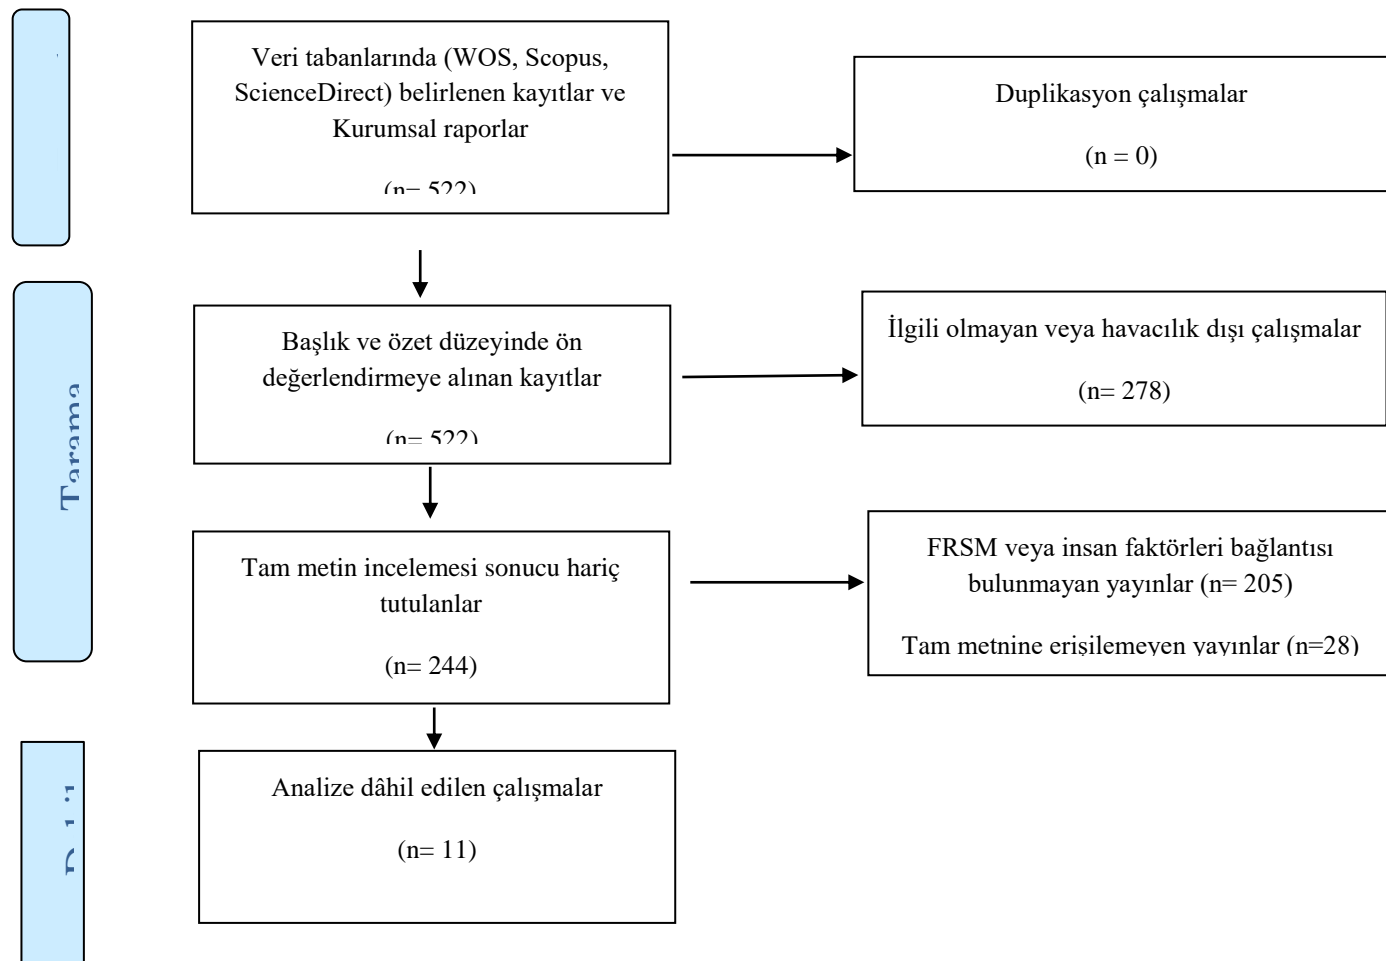 Veri tabanlarında (WOS, Scopus,
ScienceDirect) belirlenen kayıtlar ve
Kurumsal raporlar
(n= 522)
Duplikasyon çalışmalar
(n = 0)
Tarama
Başlık ve özet düzeyinde ön
değerlendirmeye alınan kayıtlar
(n= 522)
İlgili olmayan veya havacılık dışı çalışmalar
(n= 278)
Tam metin incelemesi sonucu hariç
tutulanlar
(n= 244)
FRSM veya insan faktörleri bağlantısı
bulunmayan yayınlar (n= 205)
Tam metnine erişilemeyen yayınlar (n=28)
Analize dâhil edilen çalışmalar
(n= 11)